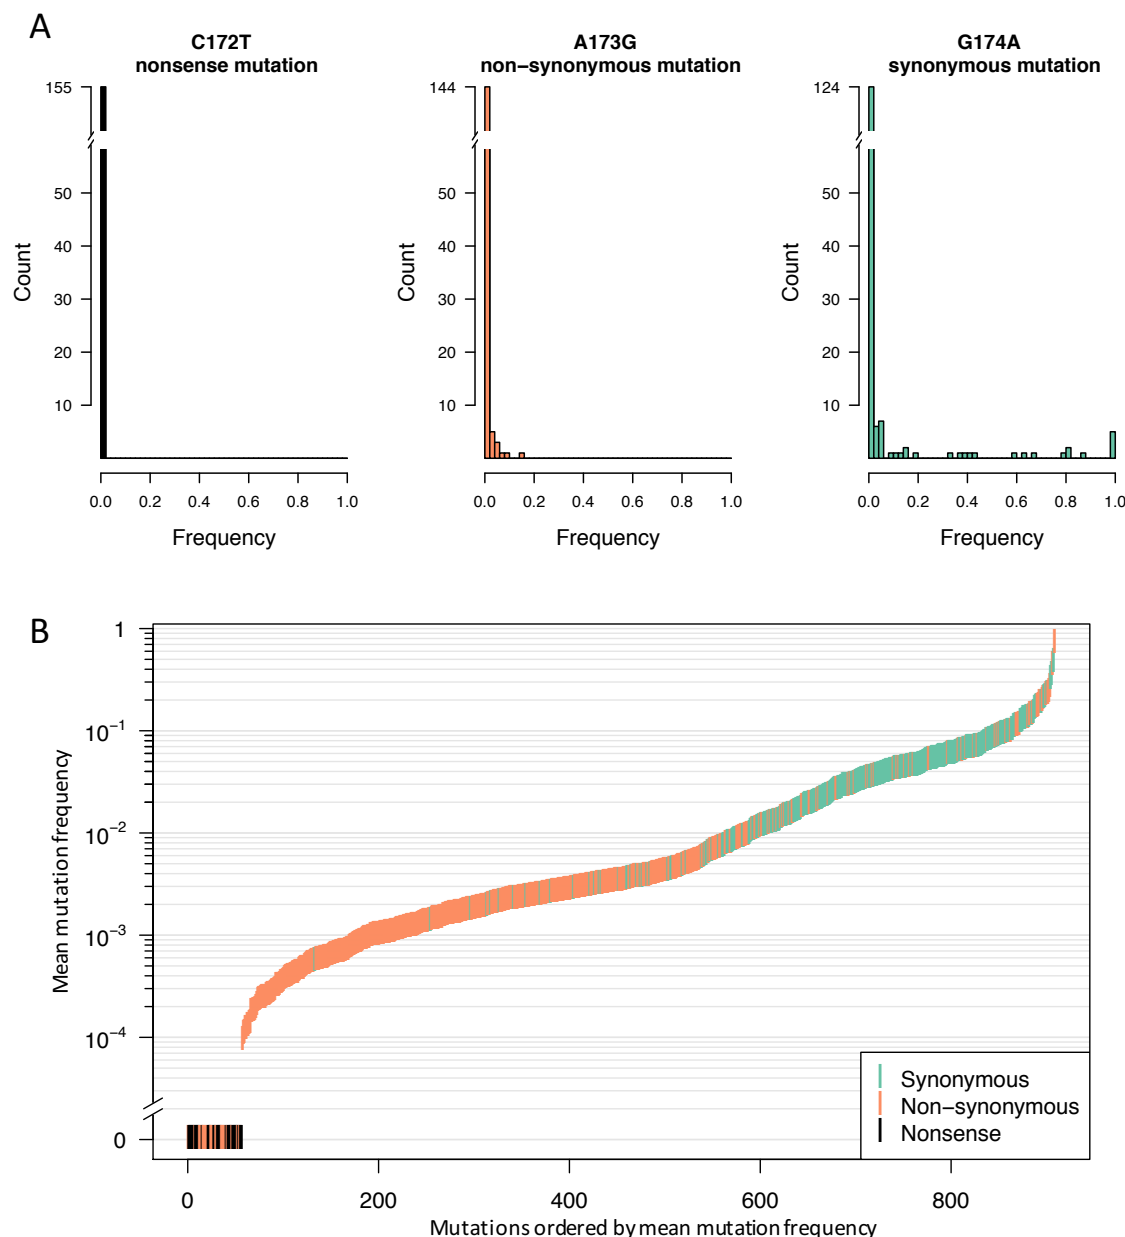 A
C172T
nonsense mutation
155
50
40
30
20
10
Count
0.0 0.2 0.4 0.6 0.8 1.0
Frequency
A173G
non−synonymous mutation
144
50
40
30
20
10
Count
0.0 0.2 0.4 0.6 0.8 1.0
Frequency
G174A
synonymous mutation
124
50
40
30
20
10
Count
0.0 0.2 0.4 0.6 0.8 1.0
Frequency
B
1
10−1
10−2
10−3
10−4
0
Mean mutation frequency
Synonymous
Non−synonymous
Nonsense
0 200 400 600 800
Mutations ordered by mean mutation frequency